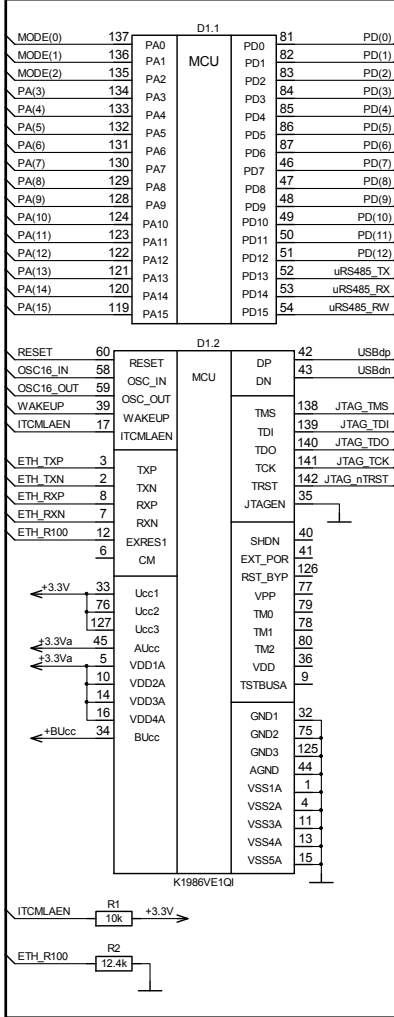 D1.1
MODE(0) 137 PA0 MCU PD0 81 PD(0)
MODE(1) 136 PA1 PD1 82 PD(1)
MODE(2) 135 PA2 PD2 83 PD(2)
PA(3) 134 PA3 PD3 84 PD(3)
PA(4) 133 PA4 PD4 85 PD(4)
PA(5) 132 PA5 PD5 86 PD(5)
PA(6) 131 PA6 PD6 87 PD(6)
PA(7) 130 PA7 PD7 46 PD(7)
PA(8) 129 PA8 PD8 47 PD(8)
PA(9) 128 PA9 PD9 48 PD(9)
PA(10) 124 PA10 PD10 49 PD(10)
PA(11) 123 PA11 PD11 50 PD(11)
PA(12) 122 PA12 PD12 51 PD(12)
PA(13) 121 PA13 PD13 52 uRS485_TX
PA(14) 120 PA14 PD14 53 uRS485_RX
PA(15) 119 PA15 PD15 54 uRS485_RW
D1.2
RESET 60 RESET MCU DP 42 USBdp
OSC16_IN 58 OSC_IN DN 43 USBdn
OSC16_OUT 59 OSC_OUT
WAKEUP 39 WAKEUP TMS 138 JTAG_TMS
ITCMLAEN 17 ITCMLAEN TDI 139 JTAG_TDI
TDO 140 JTAG_TDO
ETH_TXP 3 TXP TCK 141 JTAG_TCK
ETH_TXN 2 TXN TRST 142 JTAG_nTRST
ETH_RXP 8 RXP JTAGEN 35
ETH_RXN 7 RXN
ETH_R100 12 EXRES1 SHDN 40
6 CM EXT_POR 41
RST_BYP 126
+3.3V 33 Ucc1 VPP 77
76 Ucc2 TM0 79
127 Ucc3 TM1 78
+3.3Va 45 AUcc TM2 80
+3.3Va 5 VDD1A VDD 36
10 VDD2A TSTBUSA 9
14 VDD3A
16 VDD4A GND1 32
+BUcc 34 BUcc GND2 75
GND3 125
AGND 44
VSS1A 1
VSS2A 4
VSS3A 11
VSS4A 13
VSS5A 15
K1986VE1QI
ITCMLAEN R1 10k +3.3V
ETH_R100 R2 12.4k